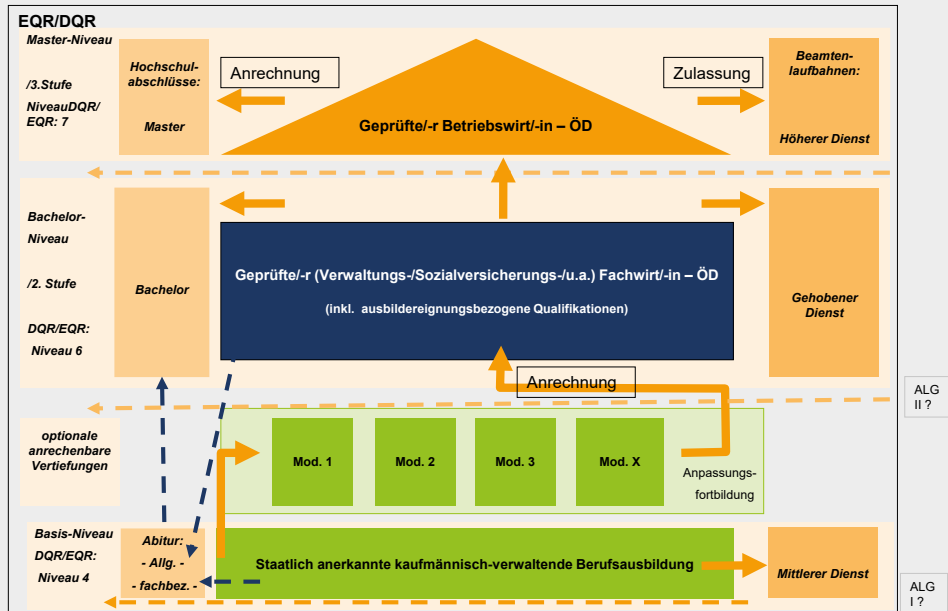 EQR/DQR
Master-Niveau
/3.Stufe
NiveauDQR/
EQR: 7
Hochschul-
abschlüsse:
Master
Anrechnung
Geprüfte/-r Betriebswirt/-in – ÖD
Zulassung
Beamten-
laufbahnen:
Höherer Dienst
Bachelor-
Niveau
/2. Stufe
DQR/EQR:
Niveau 6
Bachelor
Geprüfte/-r (Verwaltungs-/Sozialversicherungs-/u.a.) Fachwirt/-in – ÖD
(inkl. ausbildereignungsbezogene Qualifikationen)
Gehobener
Dienst
Anrechnung
ALG
II ?
optionale
anrechenbare
Vertiefungen
Mod. 1
Mod. 2
Mod. 3
Mod. X
Anpassungs-
fortbildung
Basis-Niveau
DQR/EQR:
Niveau 4
Abitur:
- Allg. -
- fachbez. -
Staatlich anerkannte kaufmännisch-verwaltende Berufsausbildung
Mittlerer Dienst
ALG
I ?